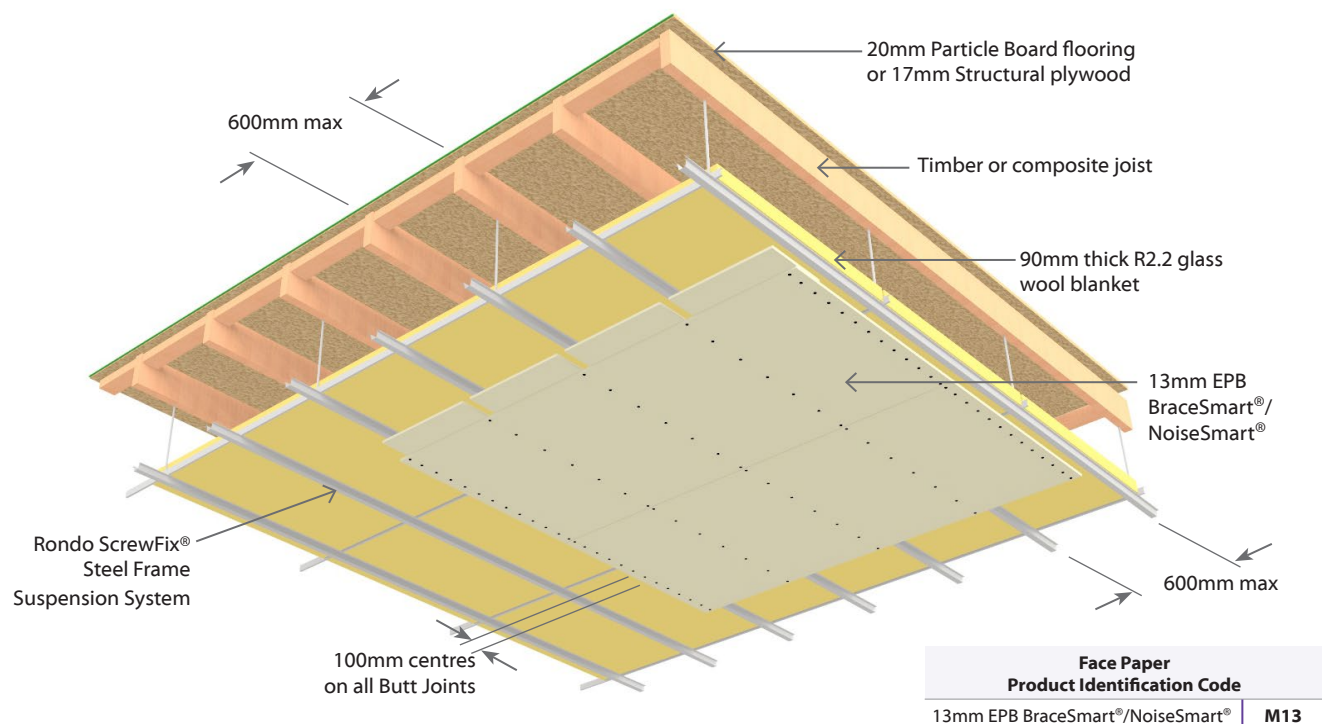 20mm Particle Board flooring
or 17mm Structural plywood
600mm max
Timber or composite joist
90mm thick R2.2 glass
wool blanket
13mm EPB
BraceSmart®/
NoiseSmart®
Rondo ScrewFix®
Steel Frame
Suspension System
600mm max
100mm centres
on all Butt Joints
Face Paper
Product Identification Code
13mm EPB BraceSmart®/NoiseSmart® M13